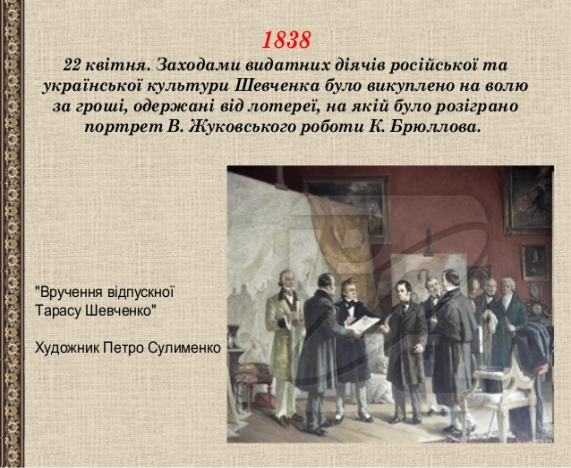 1838
22 квітня. Заходами видатних діячів російської та
української культури Шевченка було викуплено на волю
за гроші, одержані від лотереї, на якій було розіграно
портрет В. Жуковського роботи К. Брюллова.
"Вручення відпускної
Тарасу Шевченко"
Художник Петро Сулименко